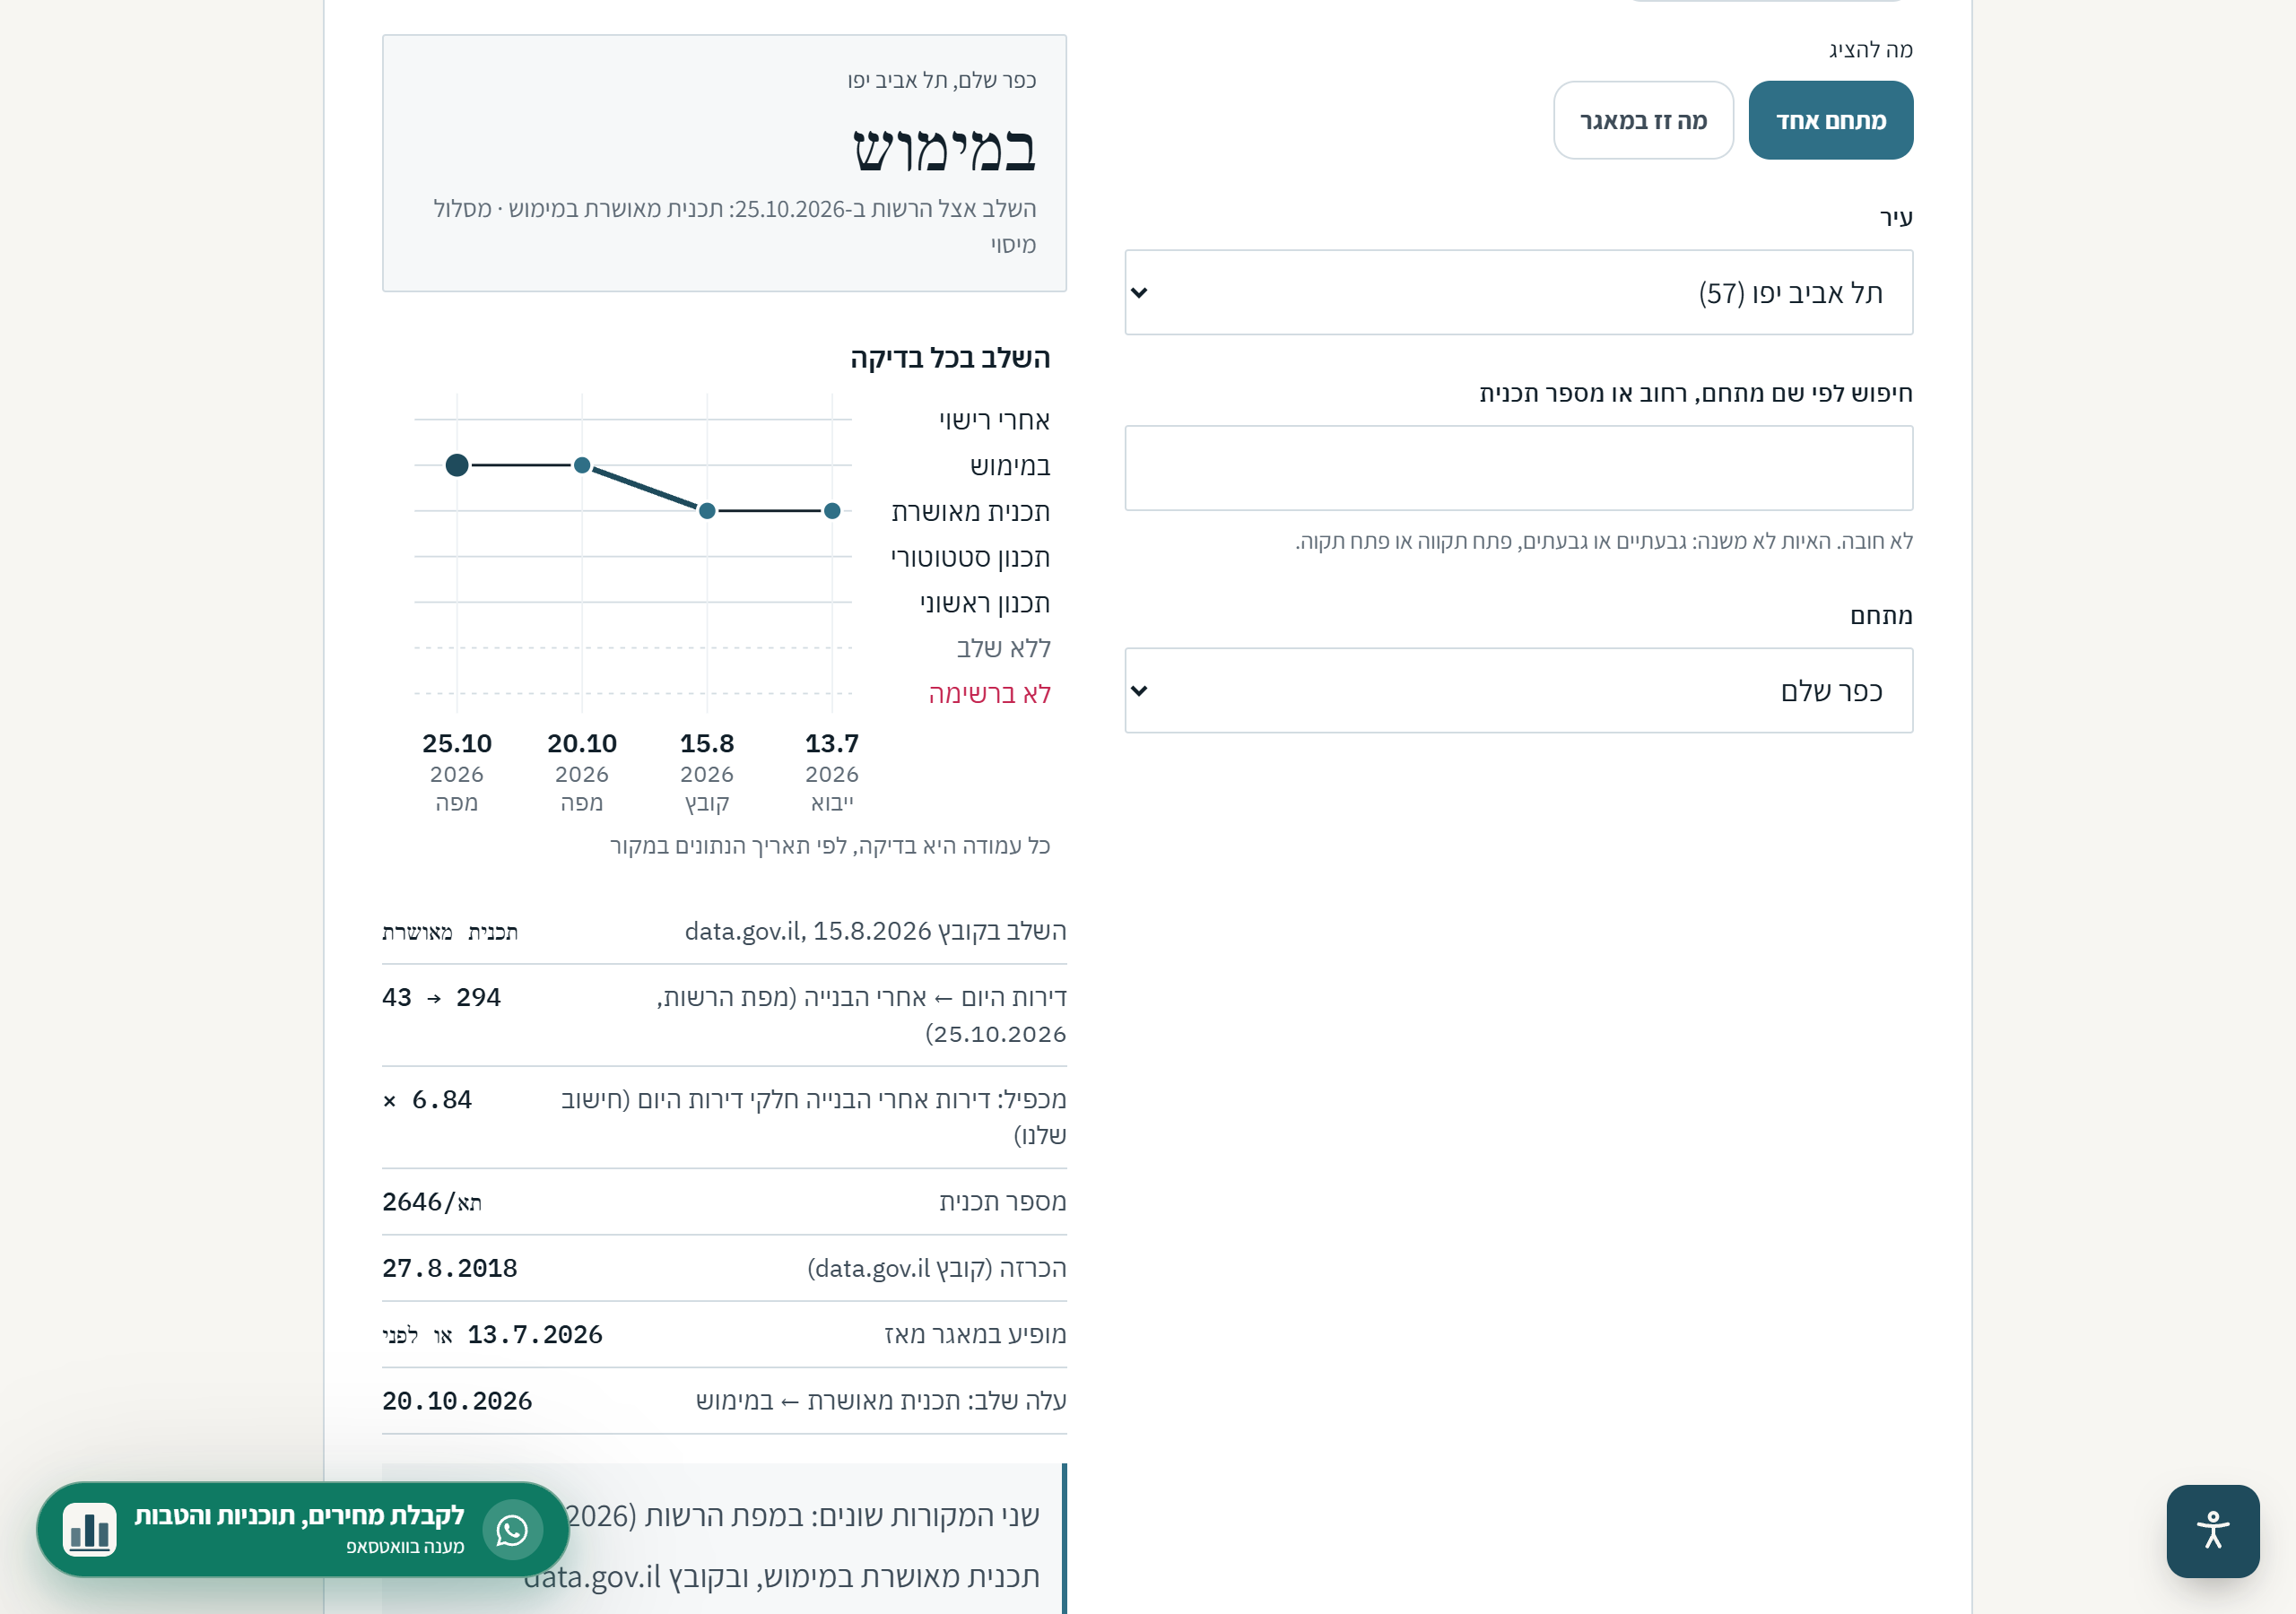 מה להציג
מתחם אחד
מה זז במאגר
עיר
תל אביב יפו (57)
חיפוש לפי שם מתחם, רחוב או מספר תכנית
לא חובה. האיות לא משנה: גבעתיים או גבעתים, פתח תקווה או פתח תקוה.
מתחם
כפר שלם
כפר שלם, תל אביב יפו
במימוש
השלב אצל הרשות ב-25.10.2026: תכנית מאושרת במימוש · מסלול
מיסוי
השלב בכל בדיקה
אחרי רישוי
במימוש
תכנית מאושרת
תכנון סטטוטורי
תכנון ראשוני
ללא שלב
לא ברשימה
13.7 15.8 20.10 25.10
2026 2026 2026 2026
ייבוא קובץ מפה מפה
כל עמודה היא בדיקה, לפי תאריך הנתונים במקור
השלב בקובץ data.gov.il, 15.8.2026 תכנית מאושרת
דירות היום ← אחרי הבנייה (מפת הרשות, 43 → 294
25.10.2026)
מכפיל: דירות אחרי הבנייה חלקי דירות היום (חישוב × 6.84
שלנו)
מספר תכנית תא/2646
הכרזה (קובץ data.gov.il) 27.8.2018
מופיע במאגר מאז 13.7.2026 או לפני
עלה שלב: תכנית מאושרת ← במימוש 20.10.2026
שני המקורות שונים: במפת הרשות (2026
תכנית מאושרת במימוש, ובקובץ data.gov.il
לקבלת מחירים, תוכניות והטבות
מענה בוואטסאפ